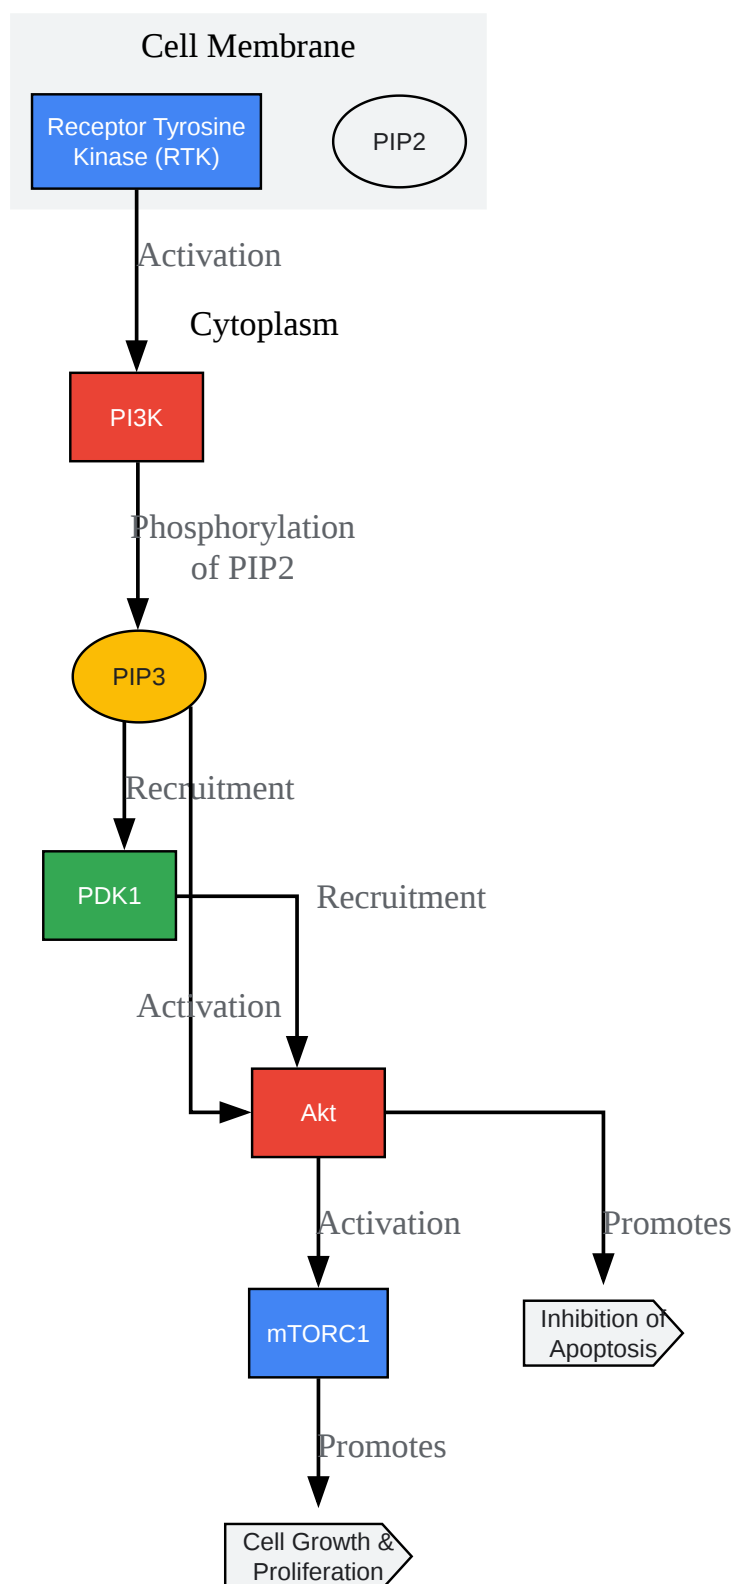 Cell Membrane
Receptor Tyrosine
Kinase (RTK)
PIP2
Activation
Cytoplasm
PI3K
Phosphorylation
of PIP2
PIP3
Recruitment
PDK1
Recruitment
Activation
Akt
Activation
Promotes
mTORC1
Inhibition of
Apoptosis
Promotes
Cell Growth &
Proliferation